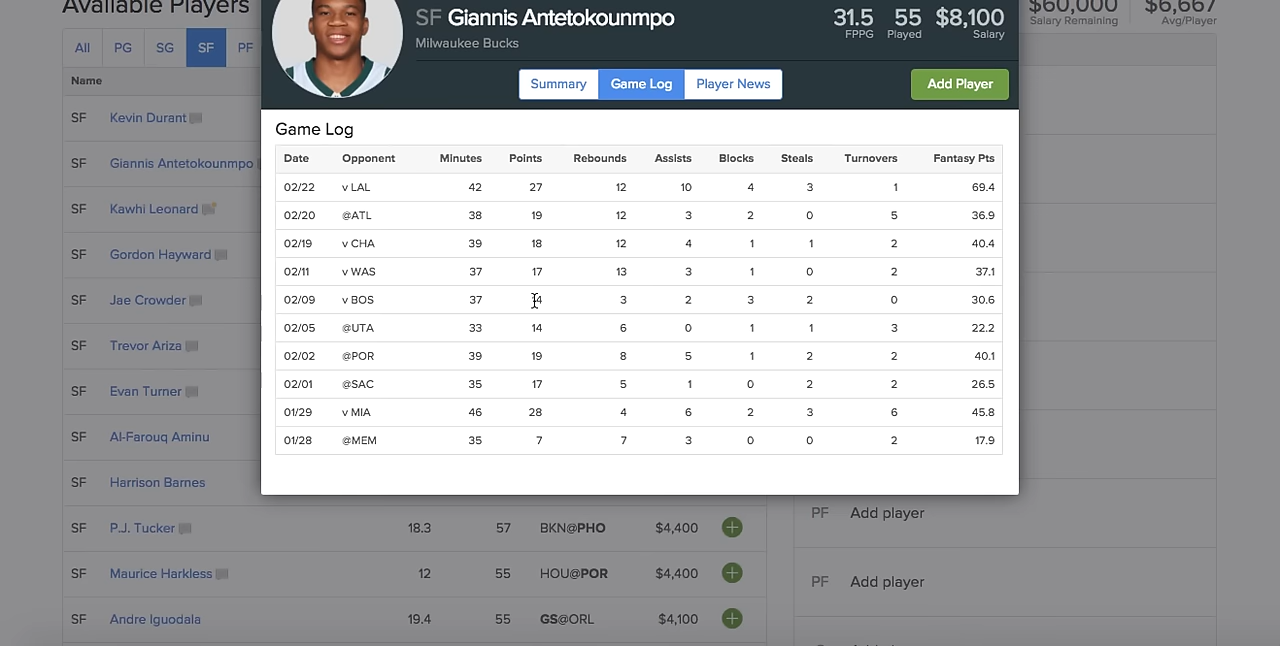 Available Players
$60,000 $6,667
Salary Remaining Avg/Player
SF Giannis Antetokounmpo
Milwaukee Bucks
31.5 55 $8,100
FPPG Played Salary
All PG SG SF PF
Summary Game Log Player News
Add Player
Name
SF Kevin Durant
SF Giannis Antetokounmpo
SF Kawhi Leonard
SF Gordon Hayward
SF Jae Crowder
SF Trevor Ariza
SF Evan Turner
SF Al-Farouq Aminu
SF Harrison Barnes
Game Log
Date Opponent Minutes Points Rebounds Assists Blocks Steals Turnovers Fantasy Pts
02/22 v LAL 42 27 12 10 4 3 1 69.4
02/20 @ATL 38 19 12 3 2 0 5 36.9
02/19 v CHA 39 18 12 4 1 1 2 40.4
02/11 v WAS 37 17 13 3 1 0 2 37.1
02/09 v BOS 37 14 3 2 3 2 0 30.6
02/05 @UTA 33 14 6 0 1 1 3 22.2
02/02 @POR 39 19 8 5 1 2 2 40.1
02/01 @SAC 35 17 5 1 0 2 2 26.5
01/29 v MIA 46 28 4 6 2 3 6 45.8
01/28 @MEM 35 7 7 3 0 0 2 17.9
SF P.J. Tucker 18.3 57 BKN@PHO $4,400
SF Maurice Harkless 12 55 HOU@POR $4,400
SF Andre Iguodala 19.4 55 GS@ORL $4,100
PF Add player
PF Add player